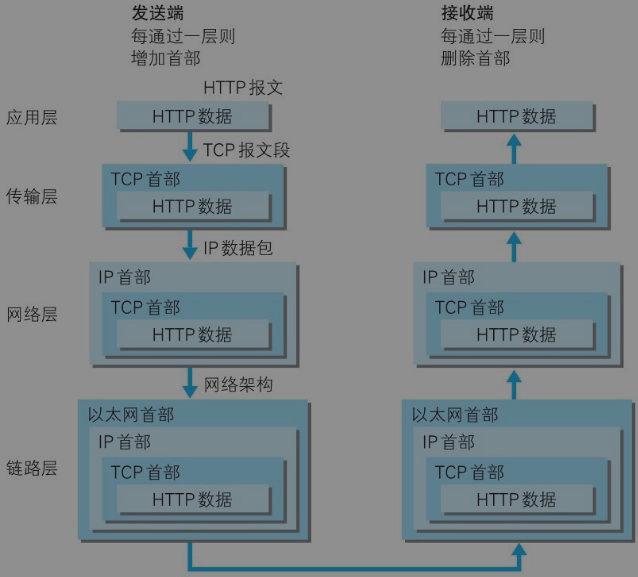 发送端
每通过一层则
增加首部
接收端
每通过一层则
删除首部
HTTP 报文
应用层
HTTP 数据
HTTP 数据
TCP 报文段
传输层
TCP 首部
HTTP 数据
TCP 首部
HTTP 数据
IP 数据包
网络层
IP 首部
TCP 首部
HTTP 数据
IP 首部
TCP 首部
HTTP 数据
网络架构
链路层
以太网首部
IP 首部
TCP 首部
HTTP 数据
以太网首部
IP 首部
TCP 首部
HTTP 数据